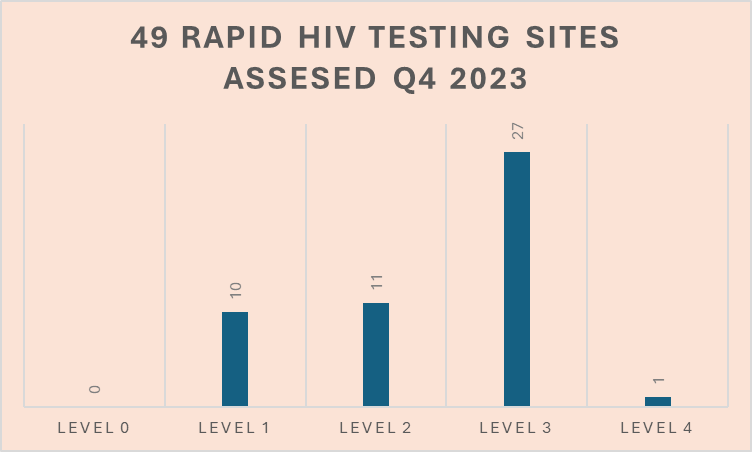 49 RAPID HIV TESTING SITES
ASSESED Q4 2023
0
10
11
27
1
LEVEL 0
LEVEL 1
LEVEL 2
LEVEL 3
LEVEL 4